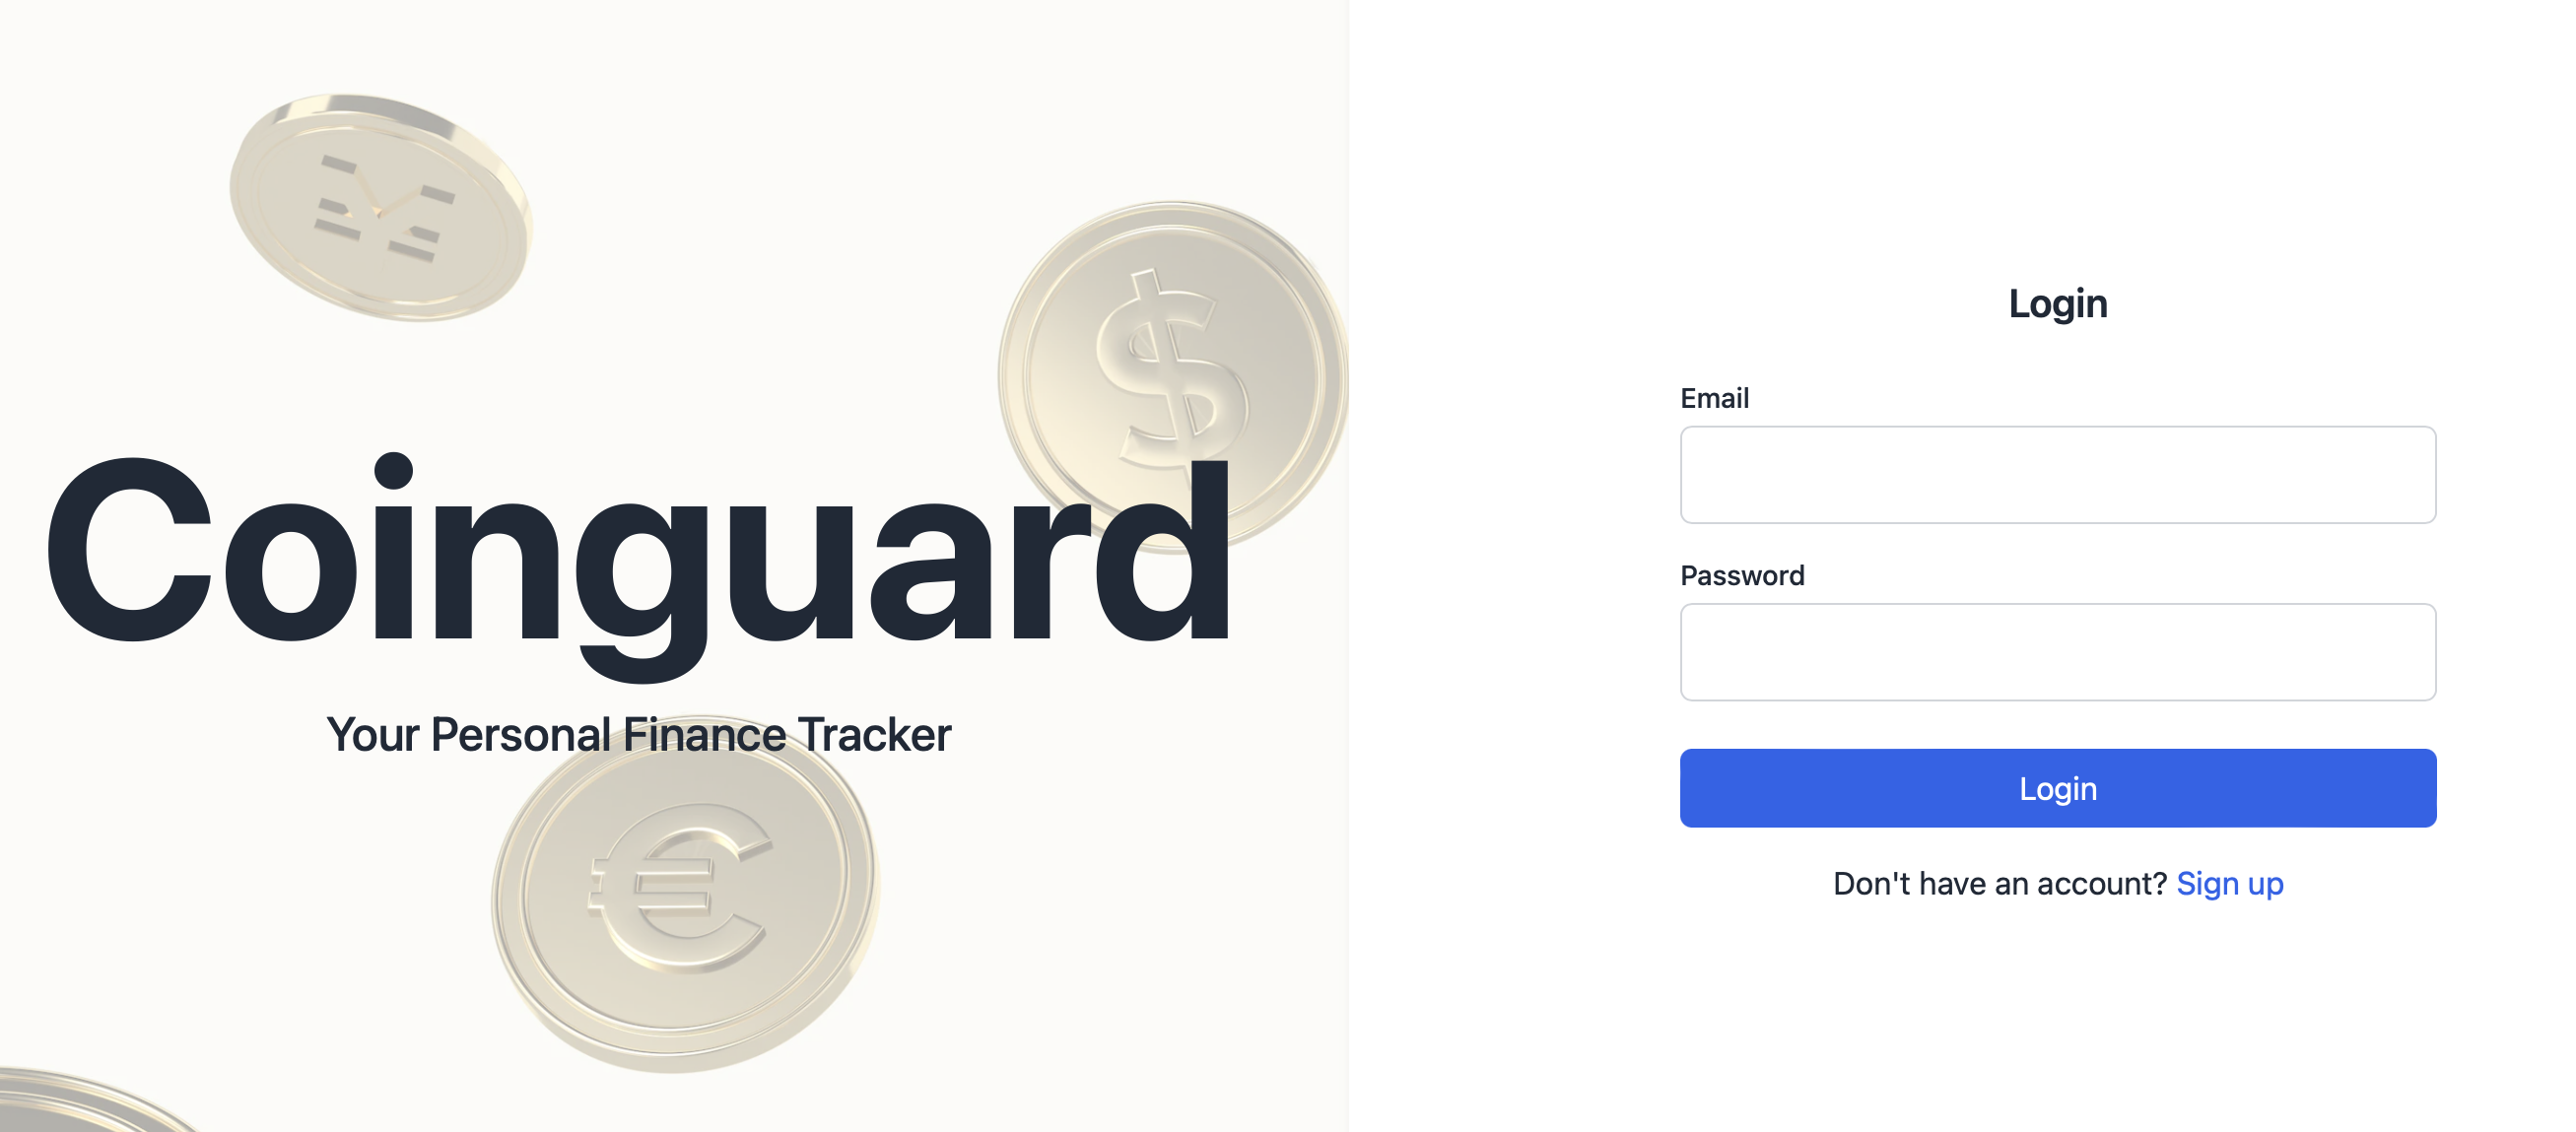 $
Coinguard
Your Personal Finance Tracker
€
Login
Email
Password
Login
Don't have an account? Sign up